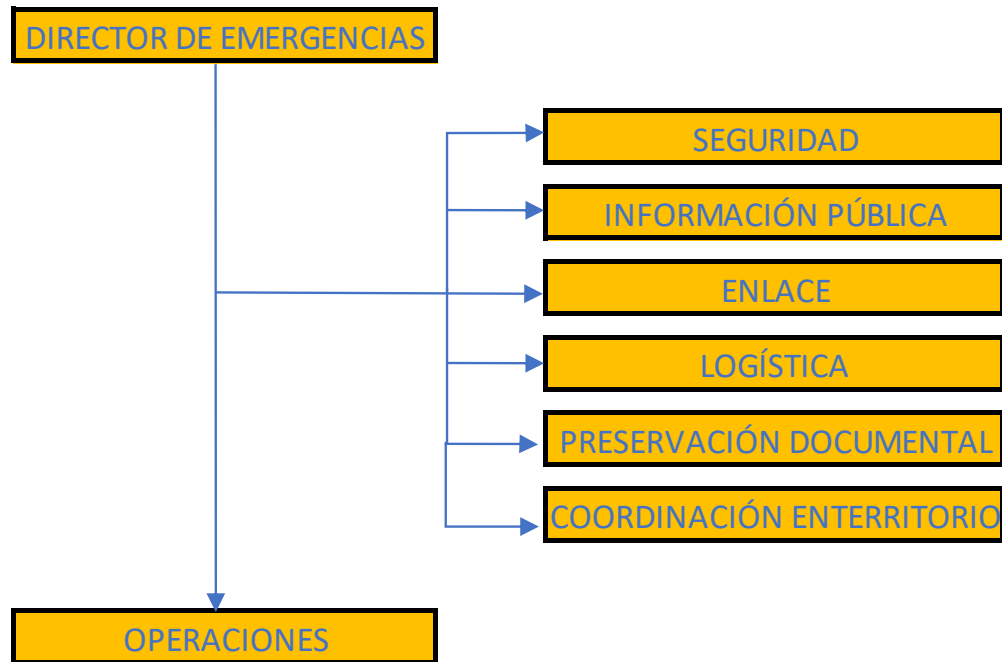 DIRECTOR DE EMERGENCIAS
SEGURIDAD
INFORMACIÓN PÚBLICA
ENLACE
LOGÍSTICA
PRESERVACIÓN DOCUMENTAL
COORDINACIÓN ENTERRITORIO
OPERACIONES